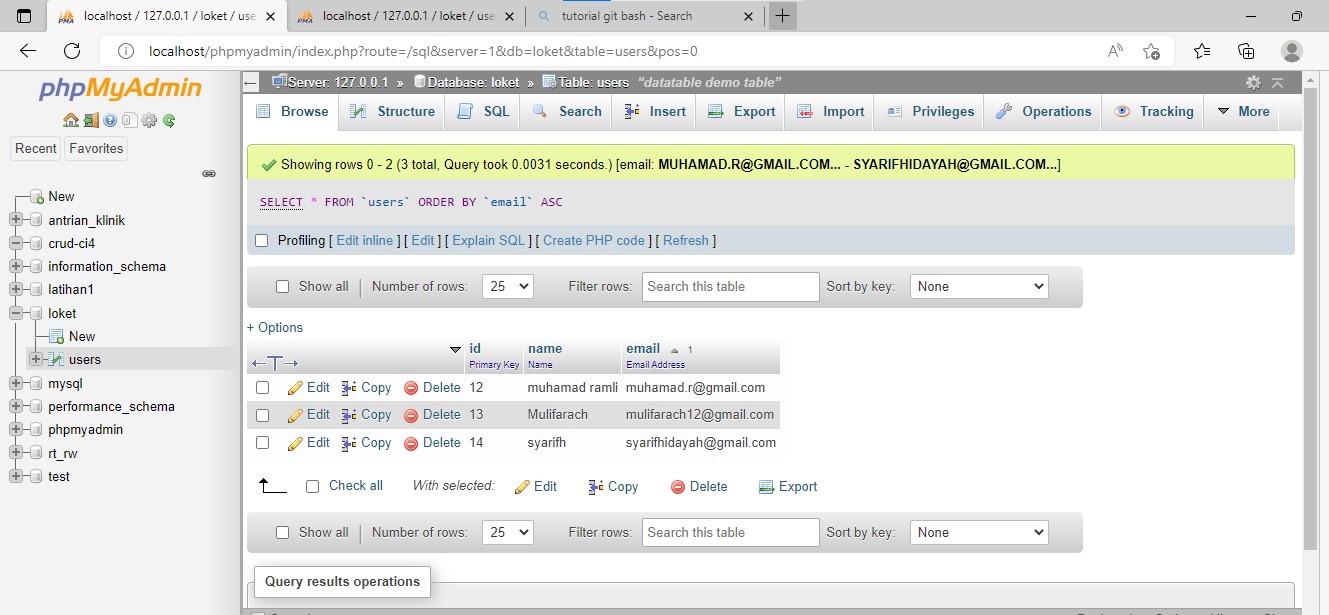 localhost / 127.0.0.1 / loket / use
localhost / 127.0.0.1 / loket / use
tutorial git bash - Search
localhost/phpmyadmin/index.php?route=/sql&server=1&db=loket&table=users&pos=0
phpMyAdmin
Recent Favorites
New
antrian_klinik
crud-ci4
information_schema
latihan1
loket
New
users
mysql
performance_schema
phpmyadmin
rt_rw
test
Server: 127.0.0.1 » Database: loket » Table: users "datatable demo table"
Browse Structure SQL Search Insert Export Import Privileges Operations Tracking More
Showing rows 0 - 2 (3 total, Query took 0.0031 seconds.) [email: MUHAMAD.R@GMAIL.COM... - SYARIFHIDAYAH@GMAIL.COM...]
SELECT * FROM `users` ORDER BY `email` ASC
Profiling [ Edit inline ] [ Edit ] [ Explain SQL ] [ Create PHP code ] [ Refresh ]
Show all Number of rows: 25 Filter rows: Search this table Sort by key: None
+ Options
←T→ id name email 1
Primary Key Name Email Address
Edit Copy Delete 12 muhamad ramli muhamad.r@gmail.com
Edit Copy Delete 13 Mulifarach mulifarach12@gmail.com
Edit Copy Delete 14 syarifh syarifhidayah@gmail.com
Check all With selected: Edit Copy Delete Export
Show all Number of rows: 25 Filter rows: Search this table Sort by key: None
Query results operations